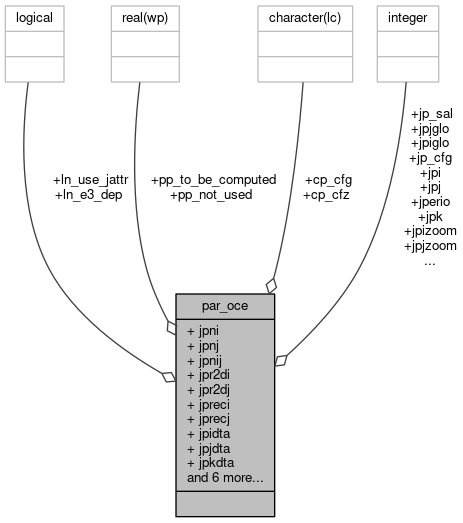 logical
real(wp)
character(lc)
integer
+ln_use_jattr
+ln_e3_dep
+pp_to_be_computed
+pp_not_used
+cp_cfg
+cp_cfz
+jp_sal
+jpjglo
+jpiglo
+jp_cfg
+jpi
+jpj
+jperio
+jpk
+jpizoom
+jpjzoom
...
par_oce
+ jpni
+ jpnj
+ jpnij
+ jpr2di
+ jpr2dj
+ jpreci
+ jprecj
+ jpidta
+ jpjdta
+ jpkdta
and 6 more...